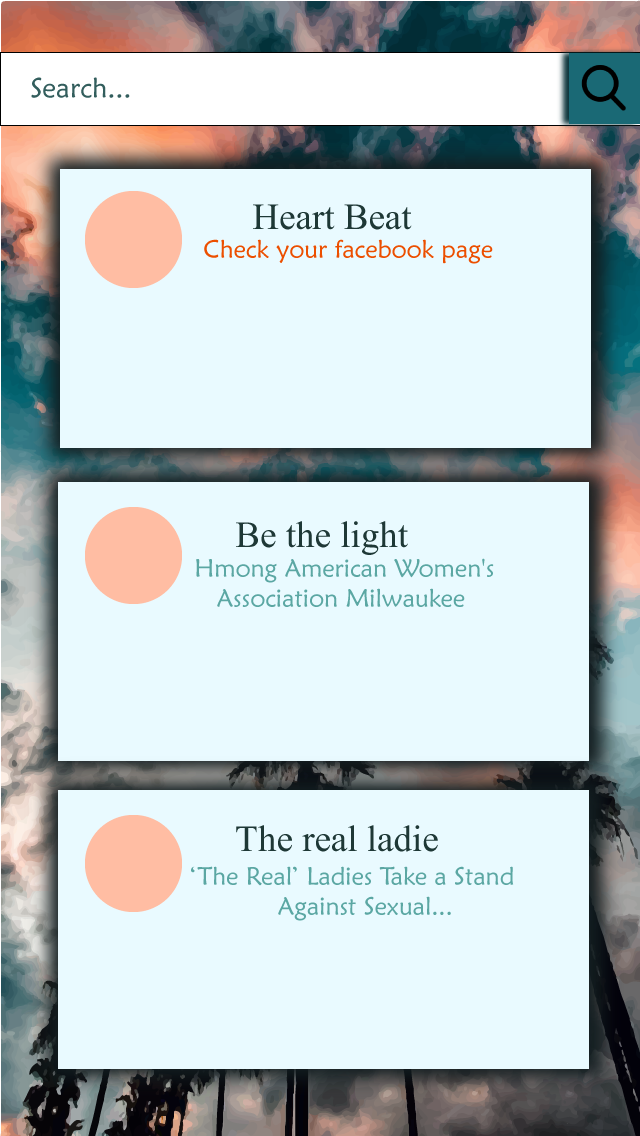 Search...
Heart Beat
Check your facebook page
Be the light
Hmong American Women's
Association Milwaukee
The real ladie
‘The Real’ Ladies Take a Stand
Against Sexual...